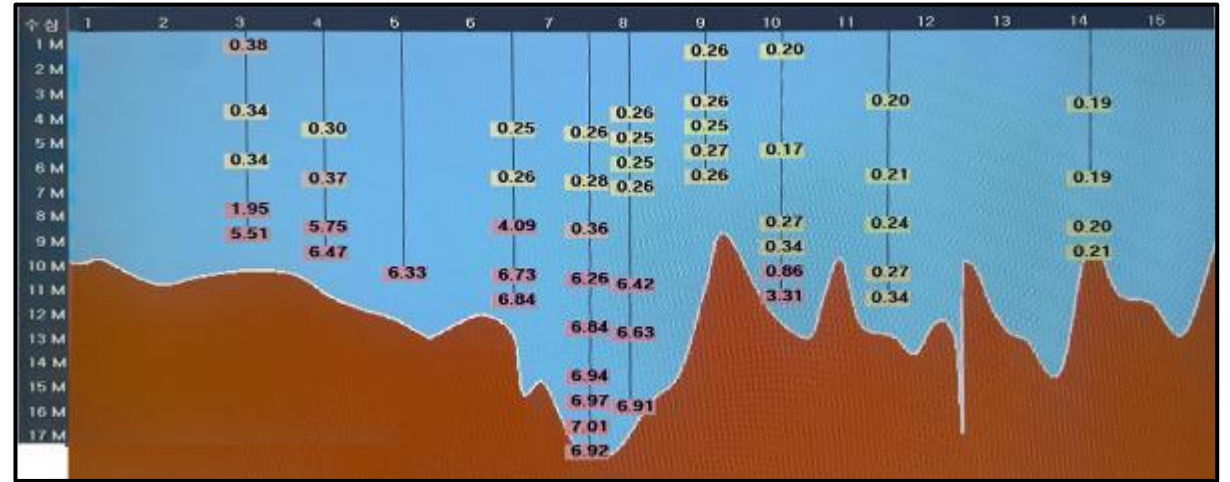 수심 1 2 3 4 5 6 7 8 9 10 11 12 13 14 15
1 M 0.38 0.26 0.20
2 M
3 M 0.34 0.26 0.26 0.20 0.19
4 M 0.30 0.25 0.26 0.25 0.25
5 M 0.34 0.25 0.27 0.17
6 M 0.37 0.26 0.28 0.26 0.26 0.21 0.19
7 M 1.95
8 M 5.51 5.75 4.09 0.36 0.27 0.24 0.20
9 M 6.47 0.34 0.21
10 M 6.33 6.73 6.26 6.42 0.86 0.27
11 M 6.84 3.31 0.34
12 M 6.84 6.63
13 M
14 M 6.94
15 M 6.97 6.91
16 M 7.01
17 M 6.92